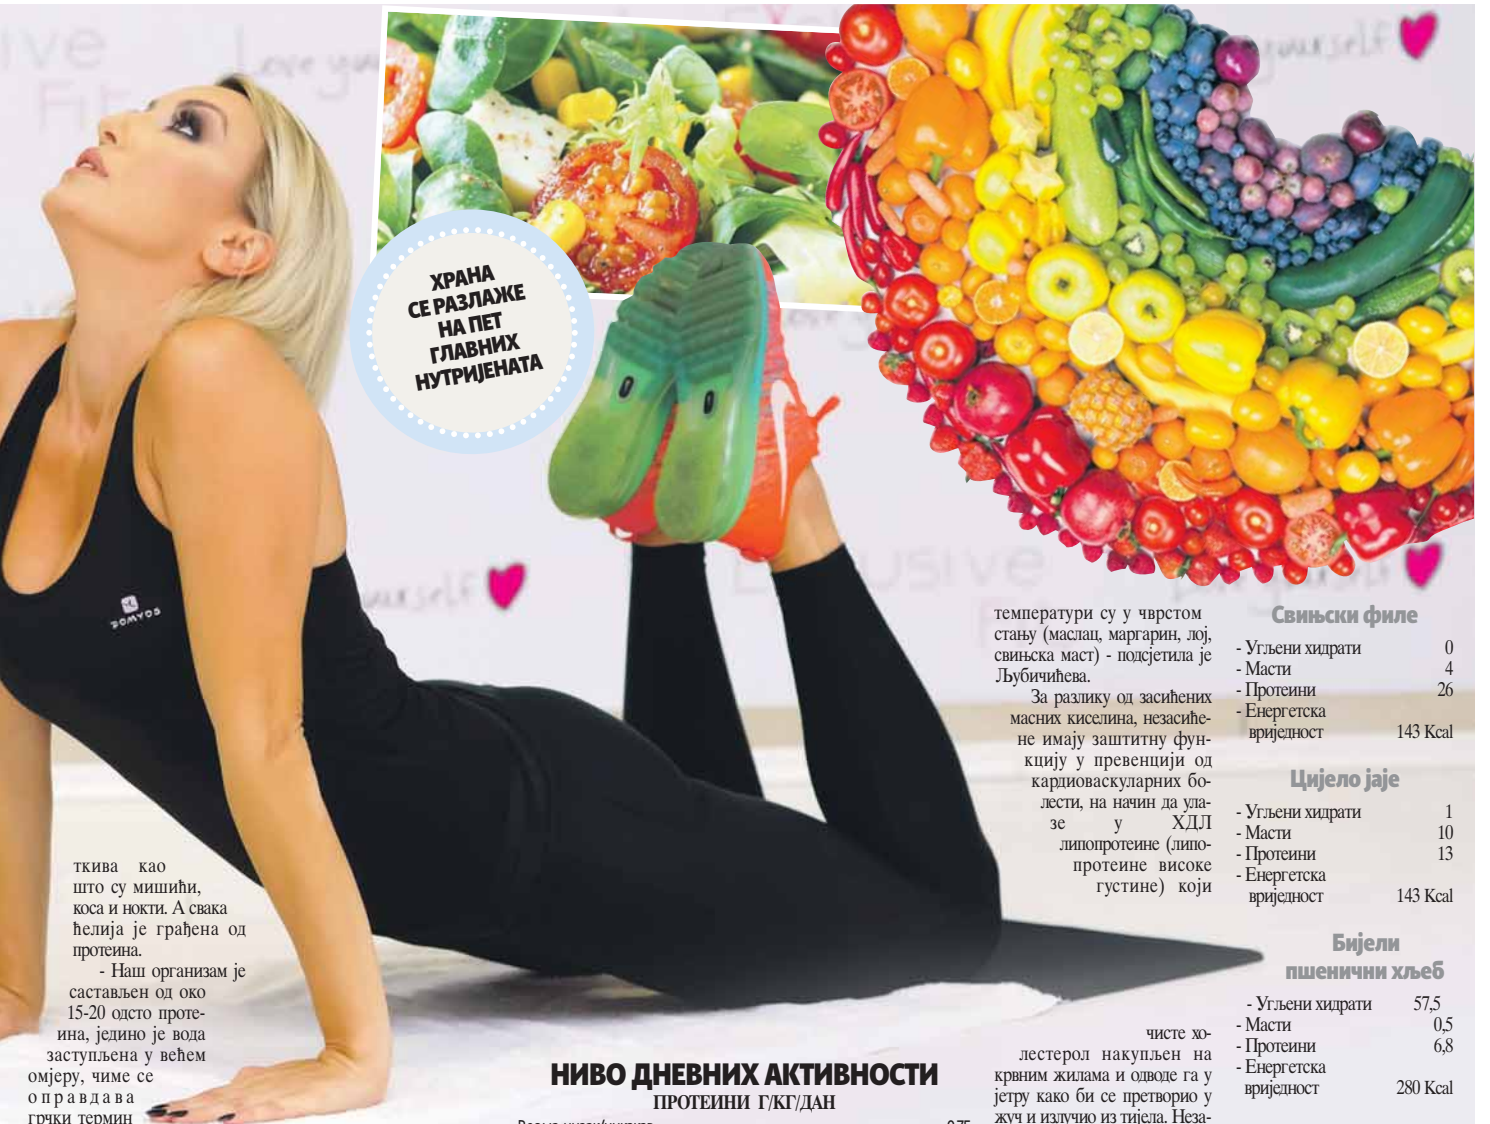 ХРАНА
СЕ РАЗЛАЖЕ
НА ПЕТ
ГЛАВНИХ
НУТРИЈЕНАТА
DOMYOS
yourself
ткива као
што су мишићи,
коса и нокти. А свака
ћелија је грађена од
протеина.
- Наш организам је
састављен од око
15-20 одсто проте-
ина, једино је вода
заступљена у већем
омјеру, чиме се
оправдава
грчки термин
НИВО ДНЕВНИХ АКТИВНОСТИ
ПРОТЕИНИ Г/КГ/ДАН
температури су у чврстом
стању (маслац, маргарин, лој,
свињска маст) - подсјетила је
Љубичићева.
За разлику од засићених
масних киселина, незасиће-
не имају заштитну фун-
кцију у превенцији од
кардиоваскуларних бо-
лести, на начин да ула-
зе у ХДЛ
липопротеине (липо-
протеине високе
густине) који
чисте хо-
лестерол накупљен на
крвним жилама и одводе га у
јетру како би се претворио у
жуч и излучио из тијела. Неза-
Свињски филе
- Угљени хидрати 0
- Масти 4
- Протеини 26
- Енергетска
вриједност 143 Kcal
Цијело јаје
- Угљени хидрати 1
- Масти 10
- Протеини 13
- Енергетска
вриједност 143 Kcal
Бијели
пшенични хљеб
- Угљени хидрати 57,5
- Масти 0,5
- Протеини 6,8
- Енергетска
вриједност 280 Kcal